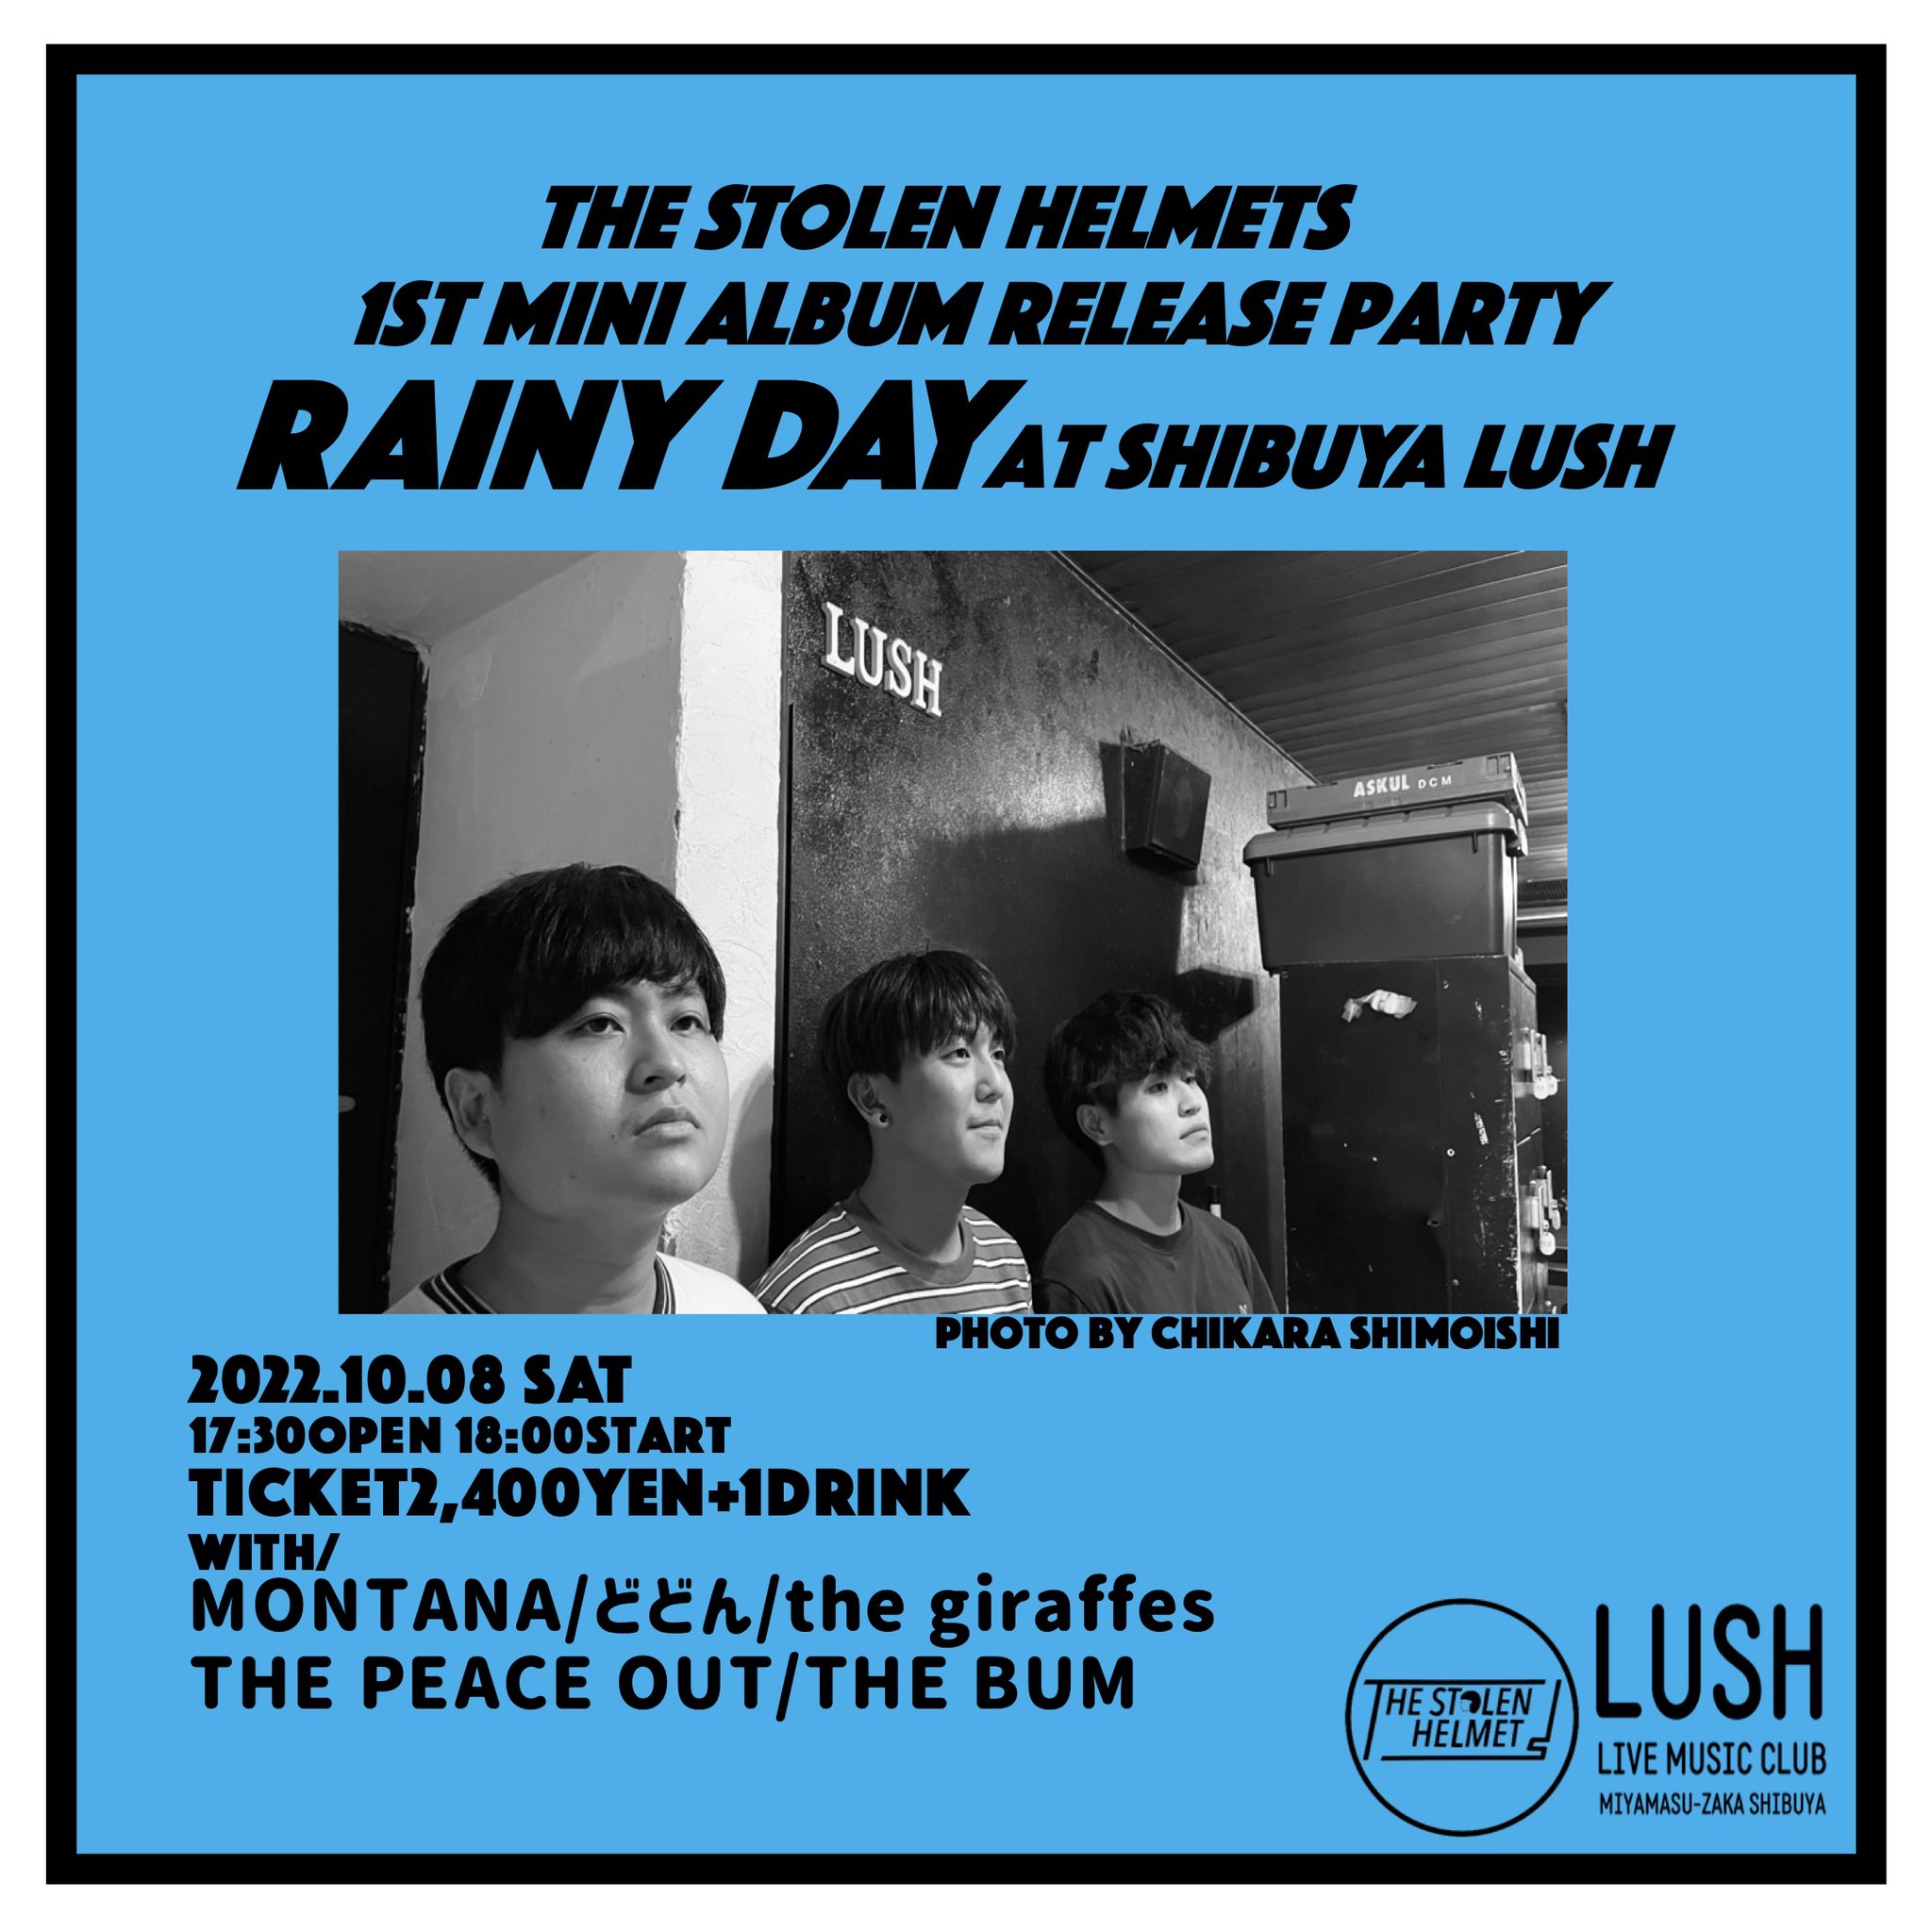 THE STOLEN HELMETS
1ST MINI ALBUM RELEASE PARTY
RAINY DAY AT SHIBUYA LUSH
LUSH
ASKUL DCM
PHOTO BY CHIKARA SHIMOISHI
2022.10.08 SAT
17:30OPEN 18:00START
TICKET2,400YEN+1DRINK
WITH/
MONTANA/どどん/the giraffes
THE PEACE OUT/THE BUM
THE STOLEN
HELMETS
LUSH
LIVE MUSIC CLUB
MIYAMASU-ZAKA SHIBUYA